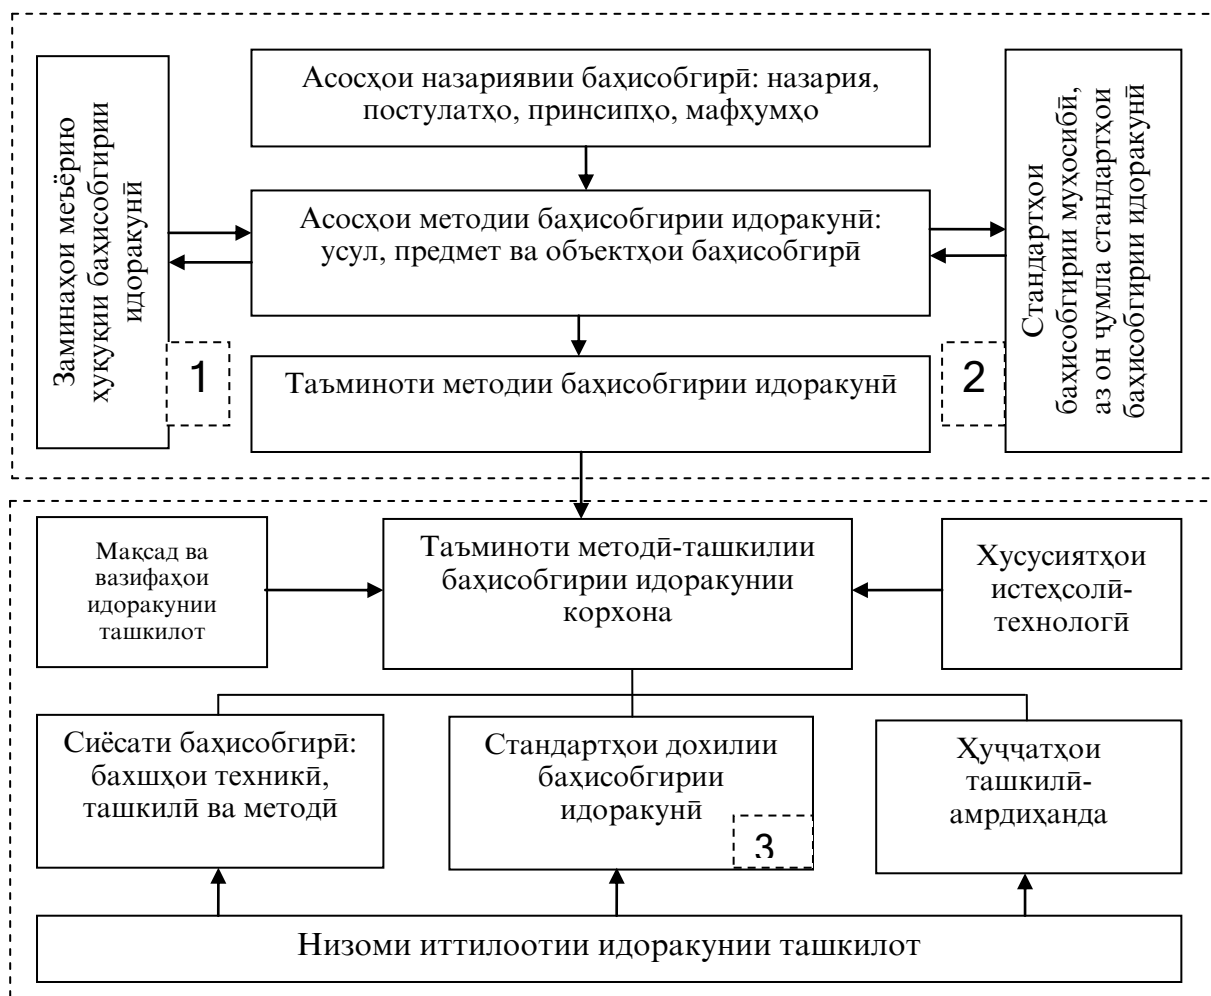 Асосҳои назариявии баҳисобгирӣ: назария,
постулатҳо, принсипҳо, мафҳумҳо
Заминаҳои меъёрию
ҳуқуқии баҳисобгирии
идоракунӣ
Асосҳои методии баҳисобгирии идоракунӣ:
усул, предмет ва объектҳои баҳисобгирӣ
Стандартҳои
баҳисобгирии муҳосибӣ,
аз он ҷумла стандартҳои
баҳисобгирии идоракунӣ
1
Таъминоти методии баҳисобгирии идоракунӣ
2
Мақсад ва
вазифаҳои
идоракунии
ташкилот
Таъминоти методӣ-ташкилии
баҳисобгирии идоракунии
корхона
Хусусиятҳои
истеҳсолӣ-
технологӣ
Сиёсати баҳисобгирӣ:
бахшҳои техникӣ,
ташкилӣ ва методӣ
Стандартҳои дохилии
баҳисобгирии
идоракунӣ
3
Ҳуҷҷатҳои
ташкилӣ-
амрдиҳанда
Низоми иттилоотии идоракунии ташкилот